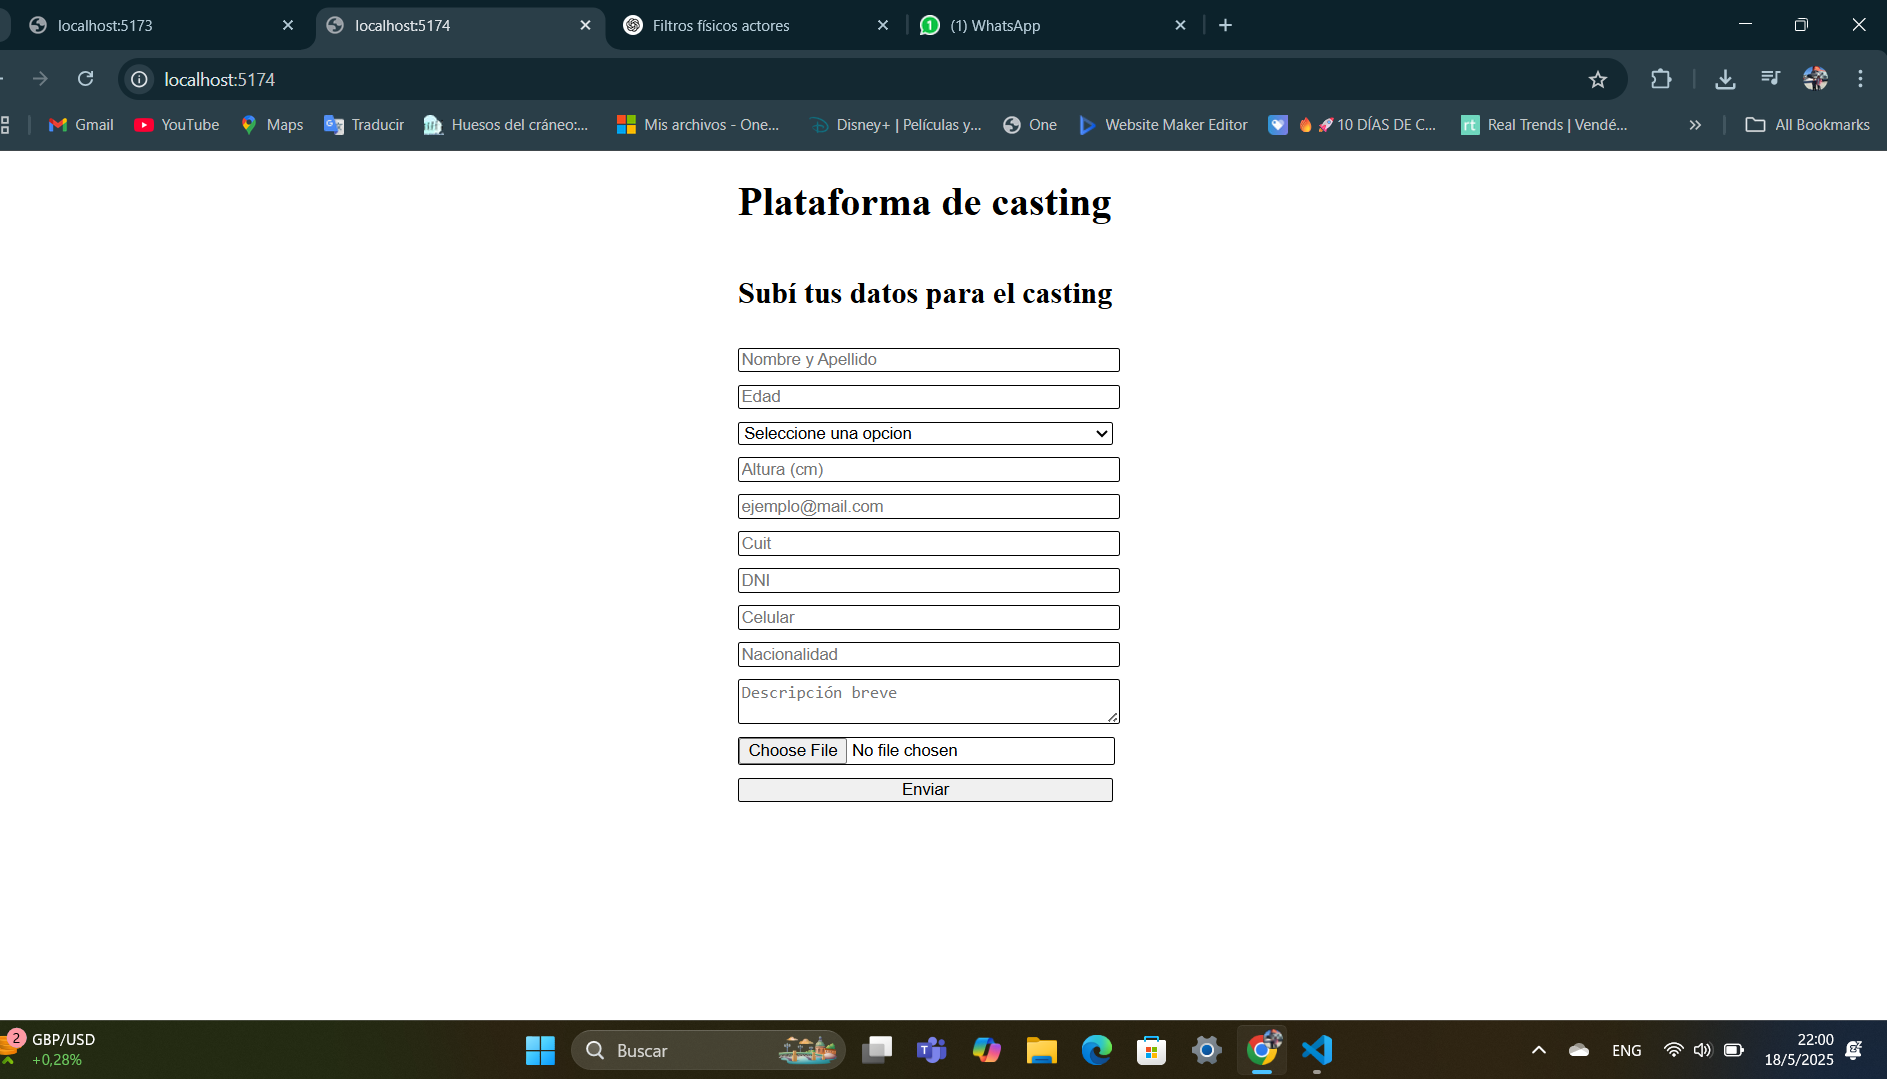 localhost:5173
localhost:5174
Filtros físicos actores
(1) WhatsApp
localhost:5174
Gmail
YouTube
Maps
Traducir
Huesos del cráneo:...
Mis archivos - One...
Disney+ | Películas y...
One
Website Maker Editor
10 DÍAS DE C...
rt
Real Trends | Vendé...
All Bookmarks
Plataforma de casting
Subí tus datos para el casting
Nombre y Apellido
Edad
Seleccione una opcion
Altura (cm)
ejemplo@mail.com
Cuit
DNI
Celular
Nacionalidad
Descripción breve
Choose File No file chosen
Enviar
2
GBP/USD
+0,28%
Buscar
ENG
22:00
18/5/2025